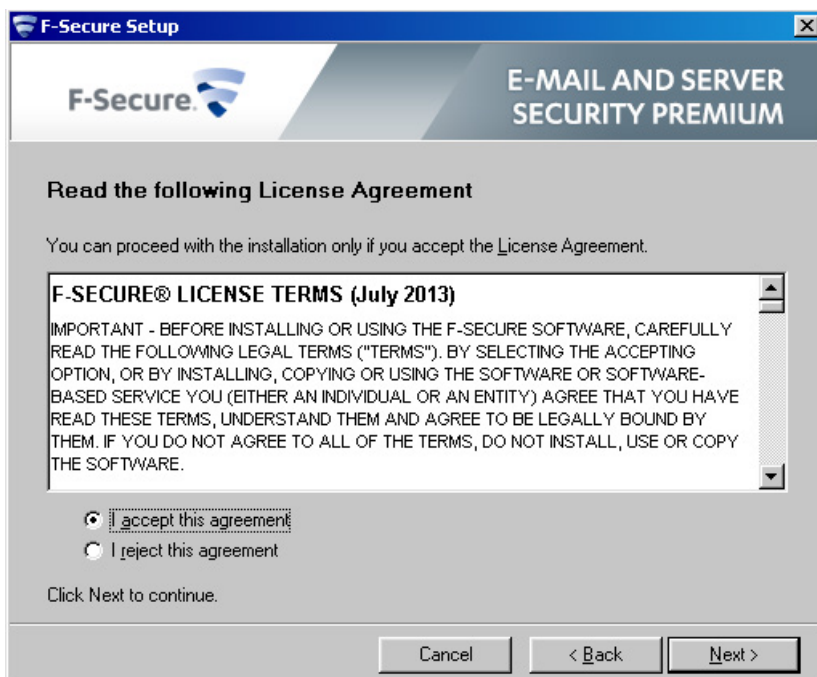 F-Secure Setup
F-Secure.
E-MAIL AND SERVER
SECURITY PREMIUM
Read the following License Agreement
You can proceed with the installation only if you accept the License Agreement.
F-SECURE® LICENSE TERMS (July 2013)
IMPORTANT - BEFORE INSTALLING OR USING THE F-SECURE SOFTWARE, CAREFULLY
READ THE FOLLOWING LEGAL TERMS ("TERMS"). BY SELECTING THE ACCEPTING
OPTION, OR BY INSTALLING, COPYING OR USING THE SOFTWARE OR SOFTWARE-
BASED SERVICE YOU (EITHER AN INDIVIDUAL OR AN ENTITY) AGREE THAT YOU HAVE
READ THESE TERMS, UNDERSTAND THEM AND AGREE TO BE LEGALLY BOUND BY
THEM. IF YOU DO NOT AGREE TO ALL OF THE TERMS, DO NOT INSTALL, USE OR COPY
THE SOFTWARE.
I accept this agreement
I reject this agreement
Click Next to continue.
Cancel
< Back
Next >